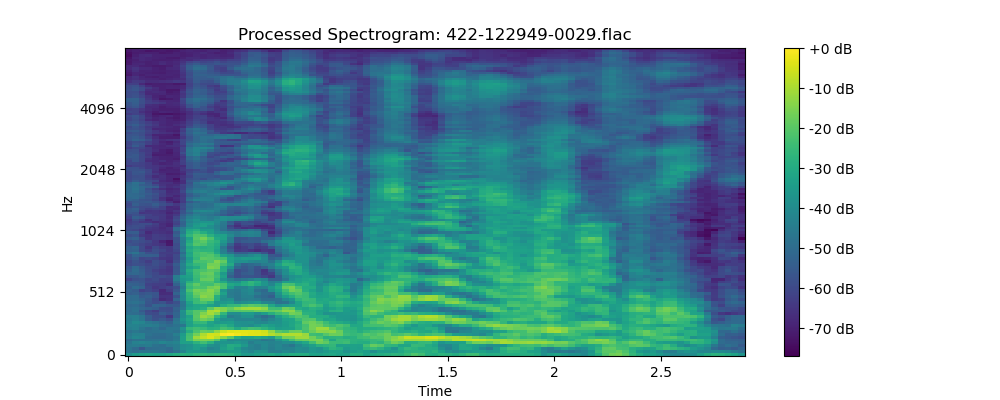 Processed Spectrogram: 422-122949-0029.flac
+0 dB
-10 dB
-20 dB
-30 dB
-40 dB
-50 dB
-60 dB
-70 dB
4096
2048
1024
512
0
Hz
0
0.5
1
1.5
2
2.5
Time